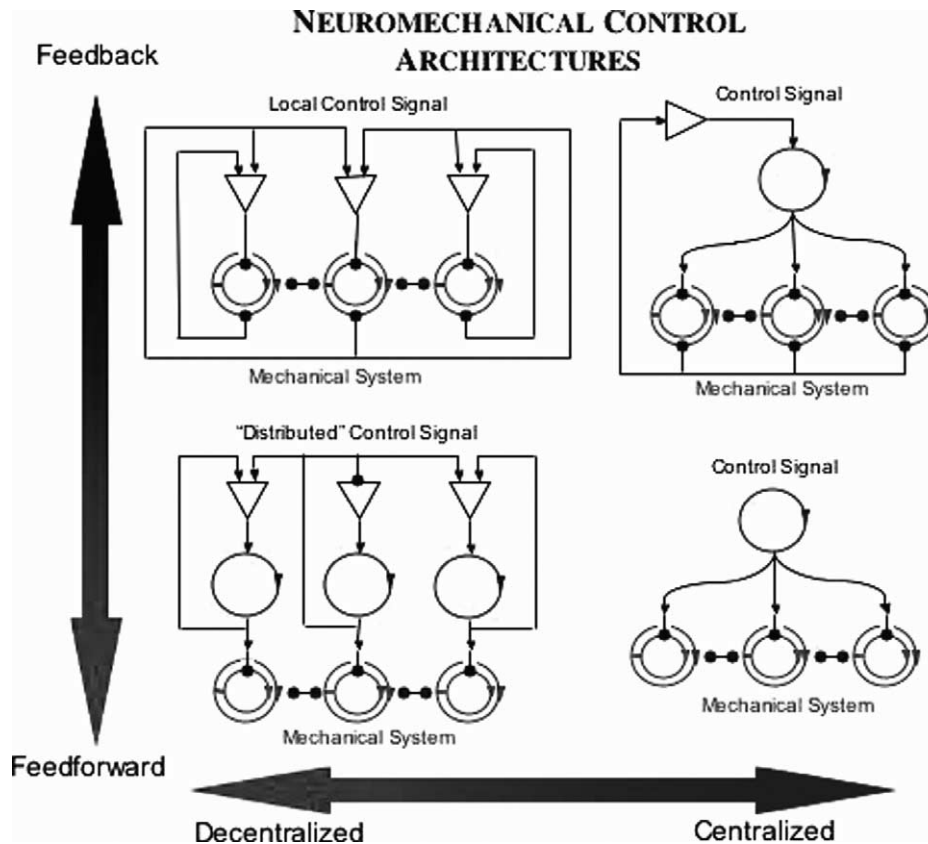 NEUROMECHANICAL CONTROL
ARCHITECTURES
Feedback
Local Control Signal
Control Signal
Mechanical System
Mechanical System
"Distributed" Control Signal
Control Signal
Mechanical System
Mechanical System
Feedforward
Decentralized
Centralized